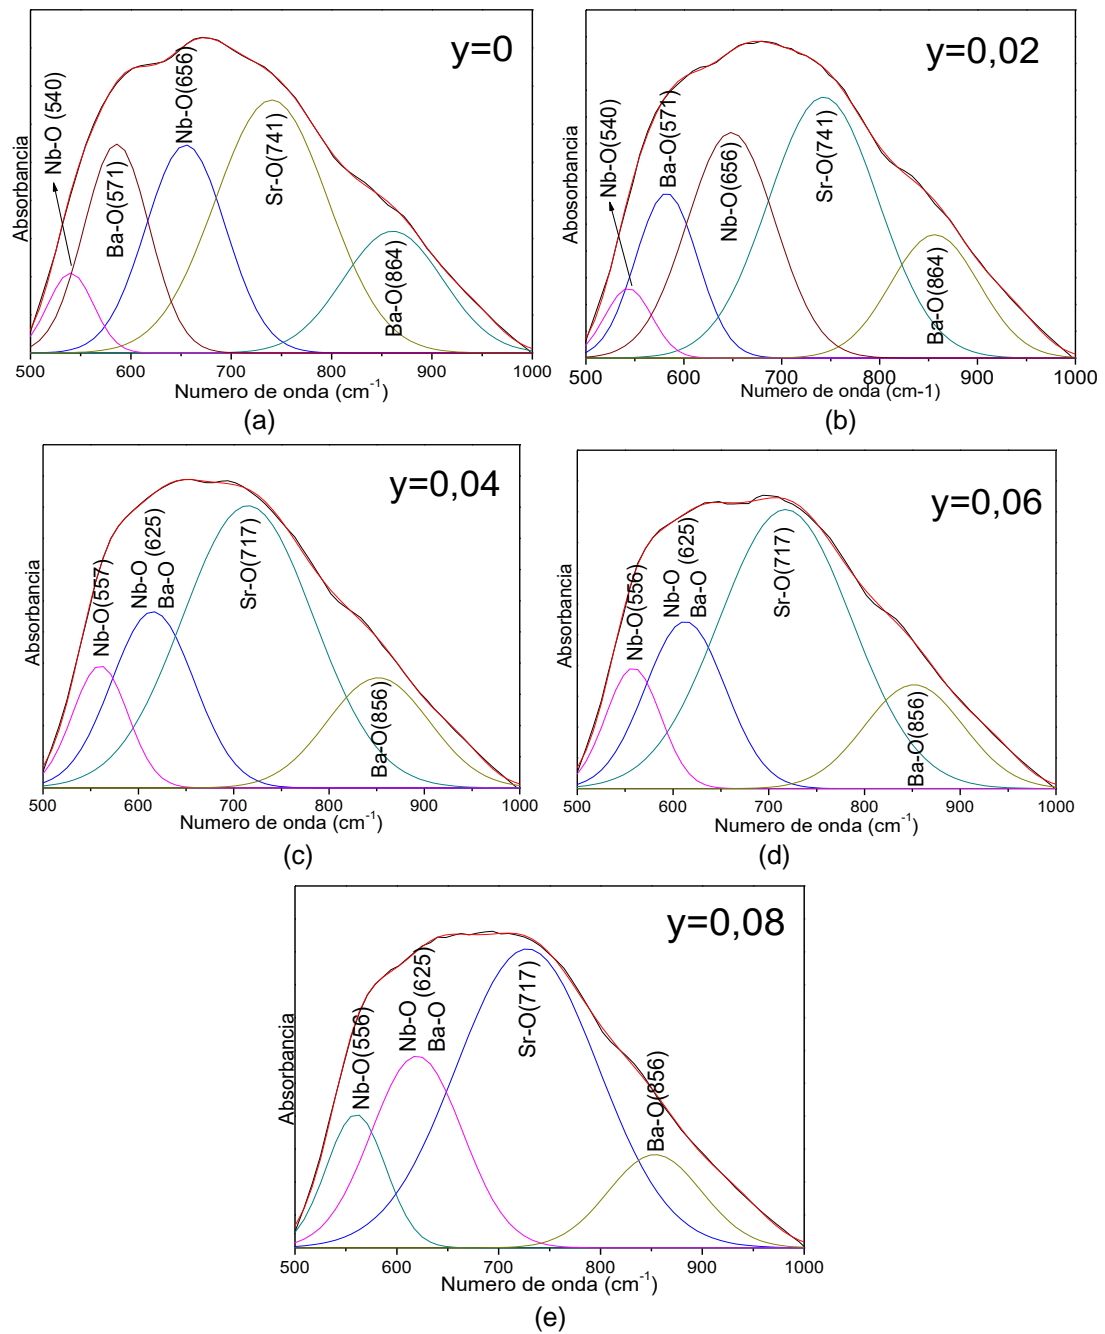 y=0
Absorbancia
Nb-O (540)
Ba-O(571)
Nb-O(656)
Sr-O(741)
Ba-O(864)
500 600 700 800 900 1000
Numero de onda (cm-1)
(a)
y=0,02
Abosorbancia
Nb-O(540)
Ba-O(571)
Nb-O(656)
Sr-O(741)
Ba-O(864)
500 600 700 800 900 1000
Numero de onda (cm-1)
(b)
y=0,04
Absorbancia
Nb-O(557)
Nb-O (625)
Ba-O
Sr-O(717)
Ba-O(856)
500 600 700 800 900 1000
Numero de onda (cm-1)
(c)
y=0,06
Absorbancia
Nb-O(556)
Nb-O (625)
Ba-O
Sr-O(717)
Ba-O(856)
500 600 700 800 900 1000
Numero de onda (cm-1)
(d)
y=0,08
Absorbancia
Nb-O(556)
Nb-O (625)
Ba-O
Sr-O(717)
Ba-O(856)
500 600 700 800 900 1000
Numero de onda (cm-1)
(e)